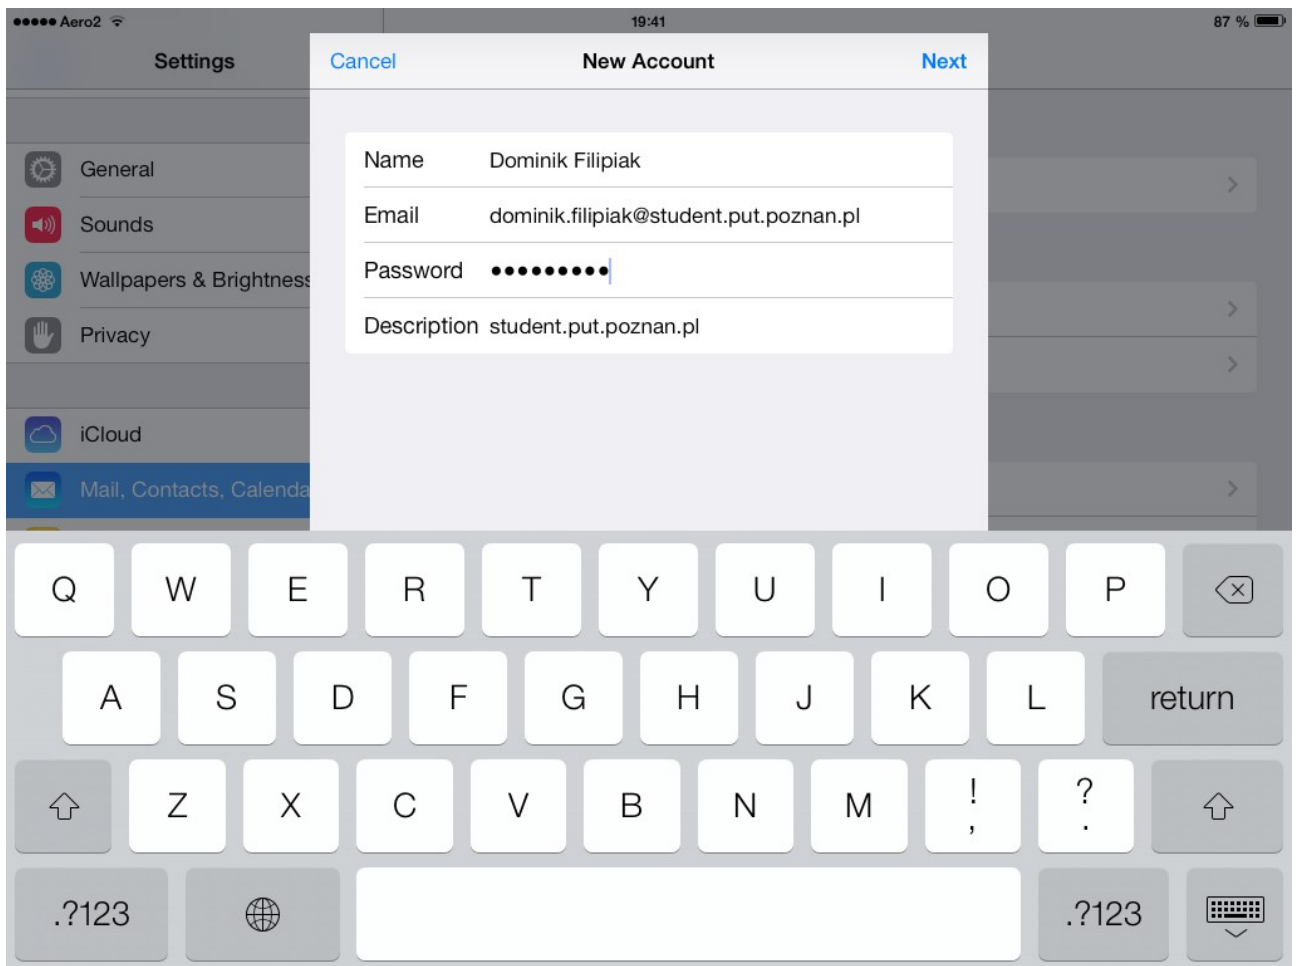 Aero2 19:41 87 %
Settings
Cancel New Account Next
General
Sounds
Wallpapers & Brightness
Privacy
iCloud
Mail, Contacts, Calenda
Name Dominik Filipiak
Email dominik.filipiak@student.put.poznan.pl
Password •••••••••
Description student.put.poznan.pl
Q W E R T Y U I O P
A S D F G H J K L return
Z X C V B N M ! , ? .
.?123 .?123